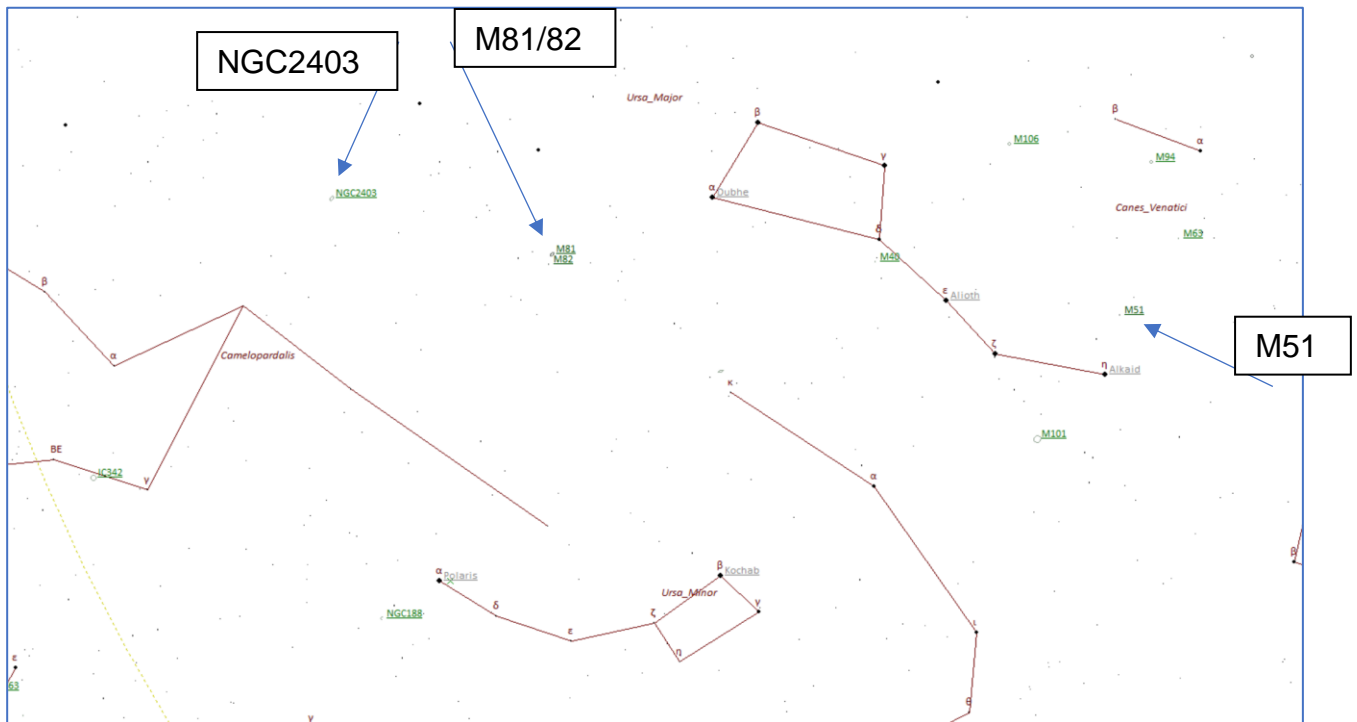 M81/82
NGC2403
Ursa_Major
β
β
M106
α
γ
M94
α
Dubhe
NGC2403
Canes_Venatici
δ
M63
M81
M82
M40
β
ε
Alioth
M51
M51
α
Camelopardalis
ζ
η
Alkaid
κ
M101
BE
IC342
γ
α
β
α
Polaris
β
Kochab
Ursa_Minor
δ
γ
NGC188
ζ
ε
ι
η
ε
63
θ
γ